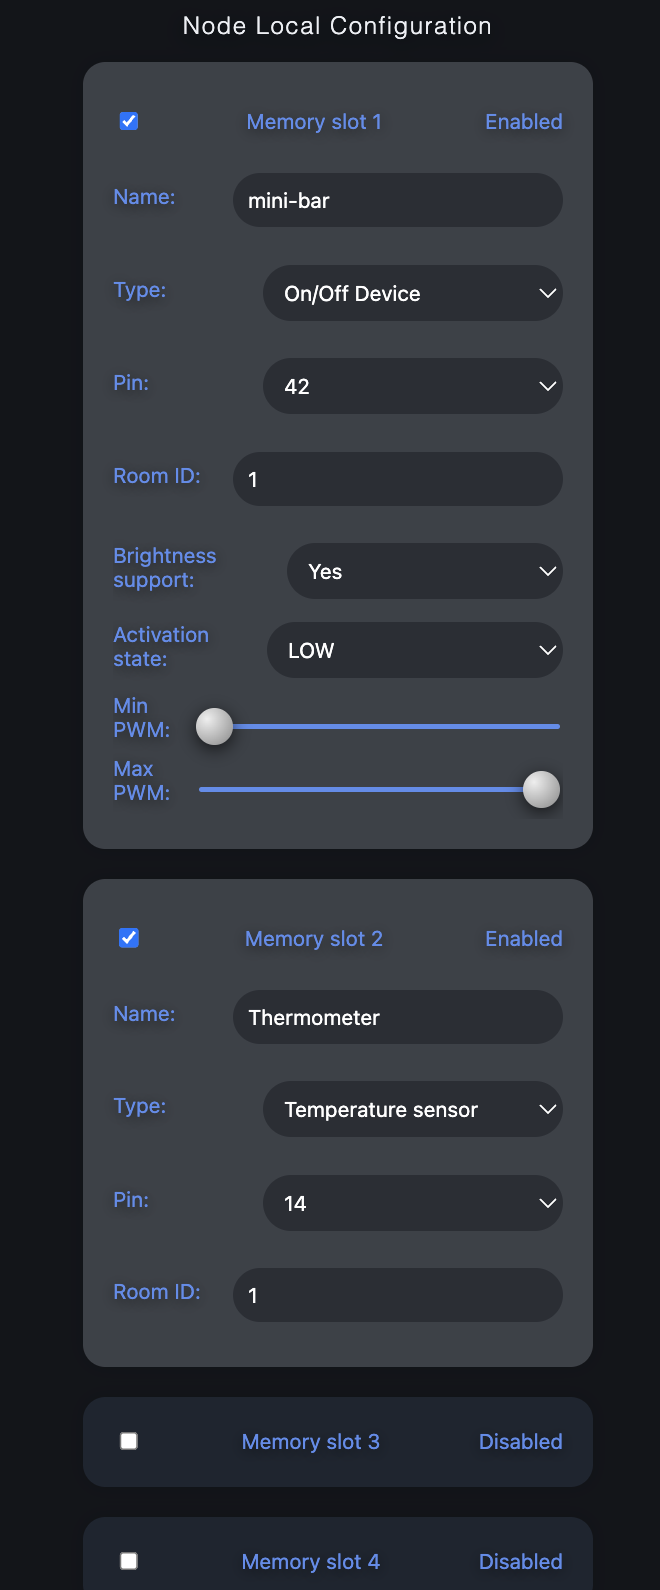 Node Local Configuration
Memory slot 1 Enabled
Name: mini-bar
Type: On/Off Device
Pin: 42
Room ID: 1
Brightness
support: Yes
Activation
state: LOW
Min
PWM:
Max
PWM:
Memory slot 2 Enabled
Name: Thermometer
Type: Temperature sensor
Pin: 14
Room ID: 1
Memory slot 3 Disabled
Memory slot 4 Disabled